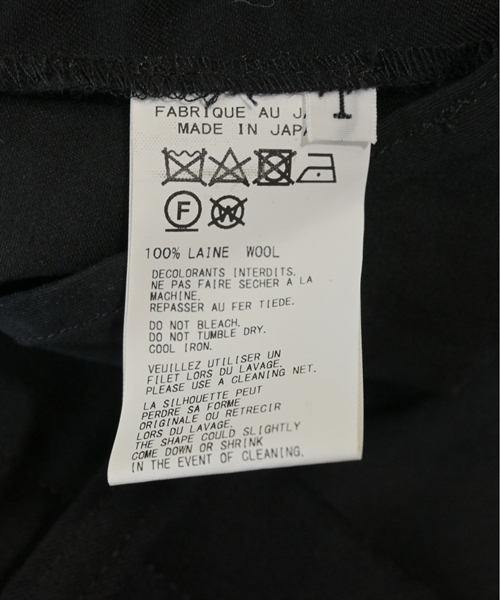 FABRIQUE AU
MADE IN
1
F W
100% LAINE WOOL
DECOLORANTS INTERDITS.
NE PAS FAIRE SECHER A LA
MACHINE.
REPASSER AU FER TIEDE.
DO NOT BLEACH.
DO NOT TUMBLE DRY.
COOL IRON.
VEUILLEZ UTILISER UN
FILET LORS DU LAVAGE.
PLEASE USE A CLEANING NET.
LA SILHOUETTE PEUT
PERDRE SA FORME
ORIGINALE OU RETRECIR
LORS DU LAVAGE.
THE SHAPE COULD SLIGHTLY
COME DOWN OR SHRINK
IN THE EVENT OF CLEANING.